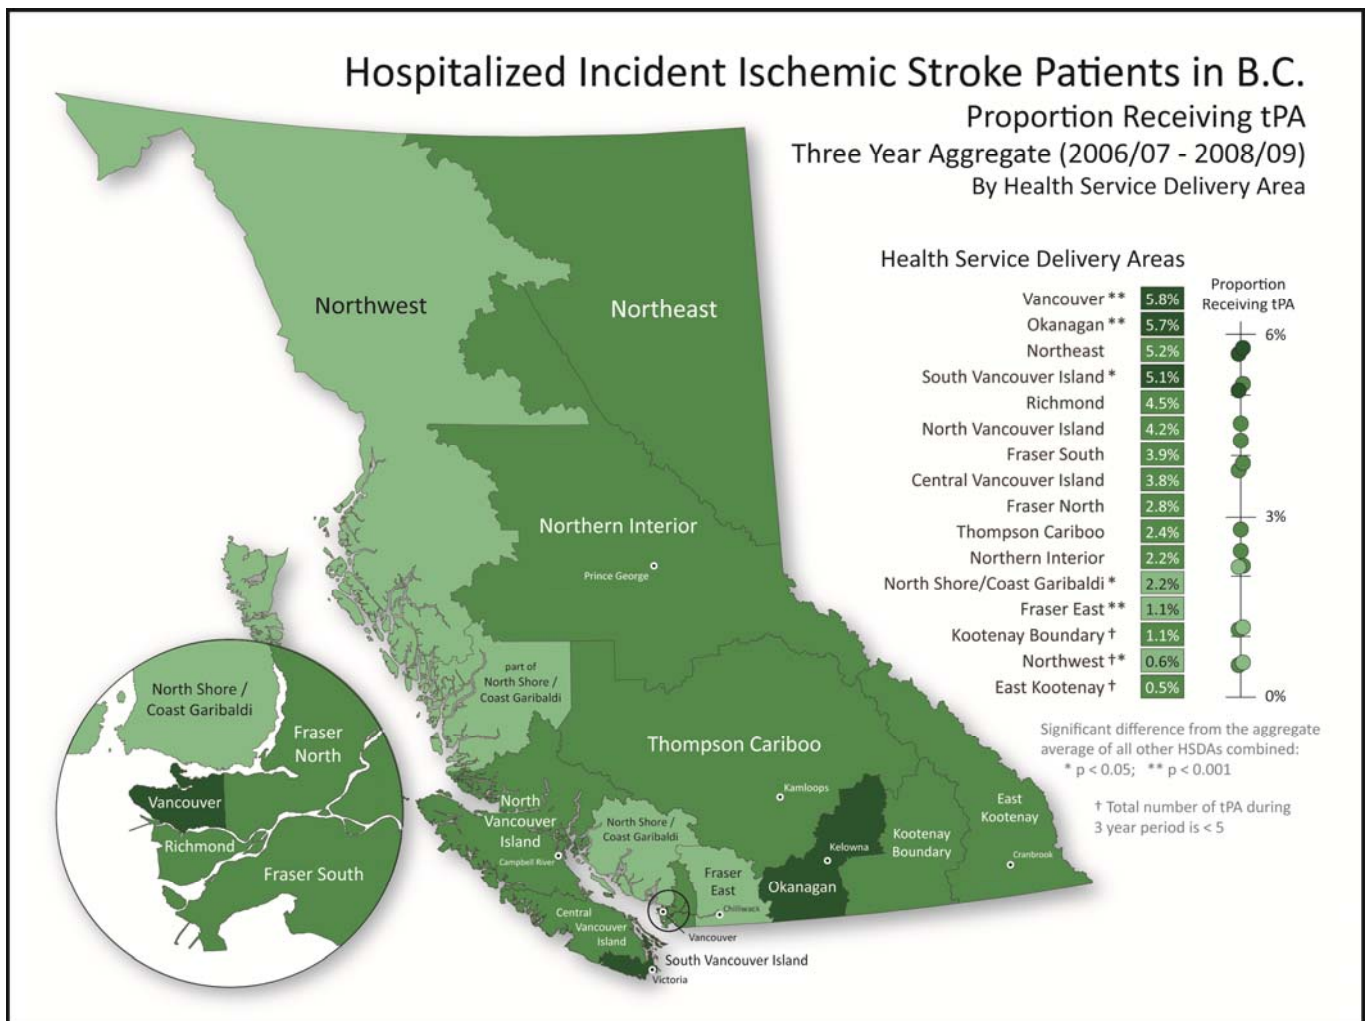 Hospitalized Incident Ischemic Stroke Patients in B.C.
Proportion Receiving tPA
Three Year Aggregate (2006/07 - 2008/09)
By Health Service Delivery Area
Health Service Delivery Areas
Proportion
Receiving tPA
Vancouver ** 5.8%
Okanagan ** 5.7%
Northeast 5.2%
South Vancouver Island * 5.1%
Richmond 4.5%
North Vancouver Island 4.2%
Fraser South 3.9%
Central Vancouver Island 3.8%
Fraser North 2.8%
Thompson Cariboo 2.4%
Northern Interior 2.2%
North Shore/Coast Garibaldi * 2.2%
Fraser East ** 1.1%
Kootenay Boundary † 1.1%
Northwest †* 0.6%
East Kootenay † 0.5%
6%
3%
0%
Significant difference from the aggregate
average of all other HSDAs combined:
* p < 0.05; ** p < 0.001
† Total number of tPA during
3 year period is < 5
Northwest
Northeast
Northern Interior
Prince George
part of
North Shore /
Coast Garibaldi
Thompson Cariboo
Kamloops
North
Vancouver
Island
Campbell River
North Shore /
Coast Garibaldi
Fraser
East
Chilliwack
Okanagan
Kelowna
Kootenay
Boundary
East
Kootenay
Cranbrook
Central
Vancouver
Island
Vancouver
South Vancouver Island
Victoria
North Shore /
Coast Garibaldi
Fraser
North
Vancouver
Richmond
Fraser South